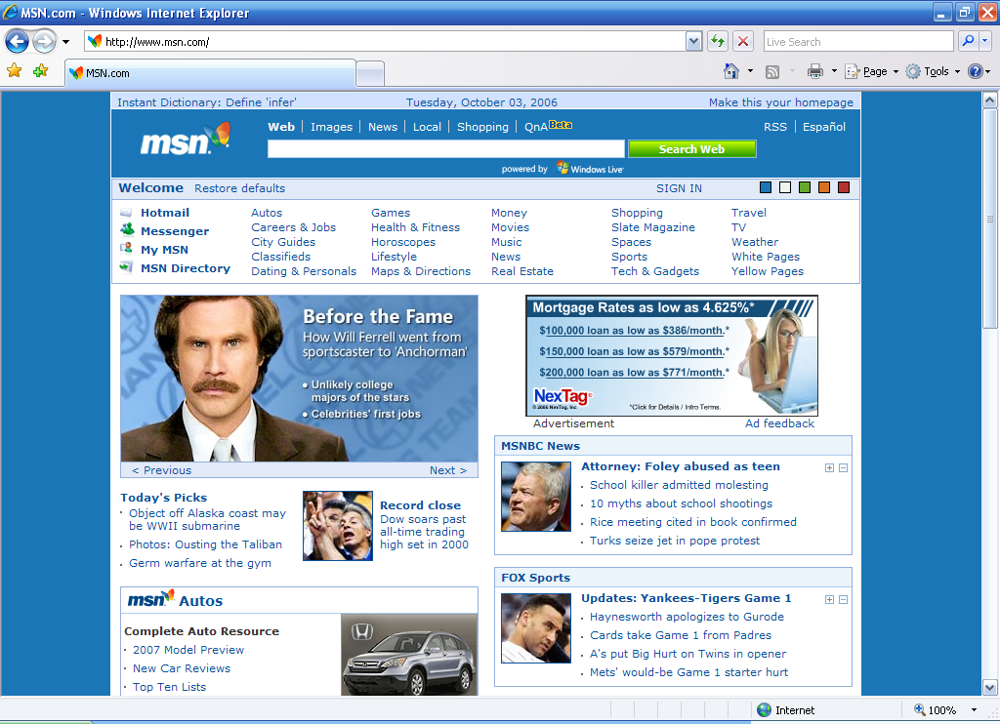 MSN.com - Windows Internet Explorer
http://www.msn.com/
Live Search
MSN.com
Page
Tools
Instant Dictionary: Define 'infer'
Tuesday, October 03, 2006
Make this your homepage
msn
Web | Images | News | Local | Shopping | QnA Beta
RSS | Español
Search Web
powered by Windows Live
Welcome Restore defaults
SIGN IN
Hotmail
Messenger
My MSN
MSN Directory
Autos
Careers & Jobs
City Guides
Classifieds
Dating & Personals
Games
Health & Fitness
Horoscopes
Lifestyle
Maps & Directions
Money
Movies
Music
News
Real Estate
Shopping
Slate Magazine
Spaces
Sports
Tech & Gadgets
Travel
TV
Weather
White Pages
Yellow Pages
Before the Fame
How Will Ferrell went from
sportscaster to 'Anchorman'
• Unlikely college
majors of the stars
• Celebrities' first jobs
< Previous
Next >
Today's Picks
· Object off Alaska coast may
be WWII submarine
· Photos: Ousting the Taliban
· Germ warfare at the gym
Record close
Dow soars past
all-time trading
high set in 2000
msn Autos
Complete Auto Resource
· 2007 Model Preview
· New Car Reviews
· Top Ten Lists
Mortgage Rates as low as 4.625%*
$100,000 loan as low as $386/month.*
$150,000 loan as low as $579/month.*
$200,000 loan as low as $771/month.*
NexTag
© 2006 NexTag, Inc
*Click for Details / Intro Terms.
Advertisement
Ad feedback
MSNBC News
Attorney: Foley abused as teen
· School killer admitted molesting
· 10 myths about school shootings
· Rice meeting cited in book confirmed
· Turks seize jet in pope protest
FOX Sports
Updates: Yankees-Tigers Game 1
· Haynesworth apologizes to Gurode
· Cards take Game 1 from Padres
· A's put Big Hurt on Twins in opener
· Mets' would-be Game 1 starter hurt
Internet
100%